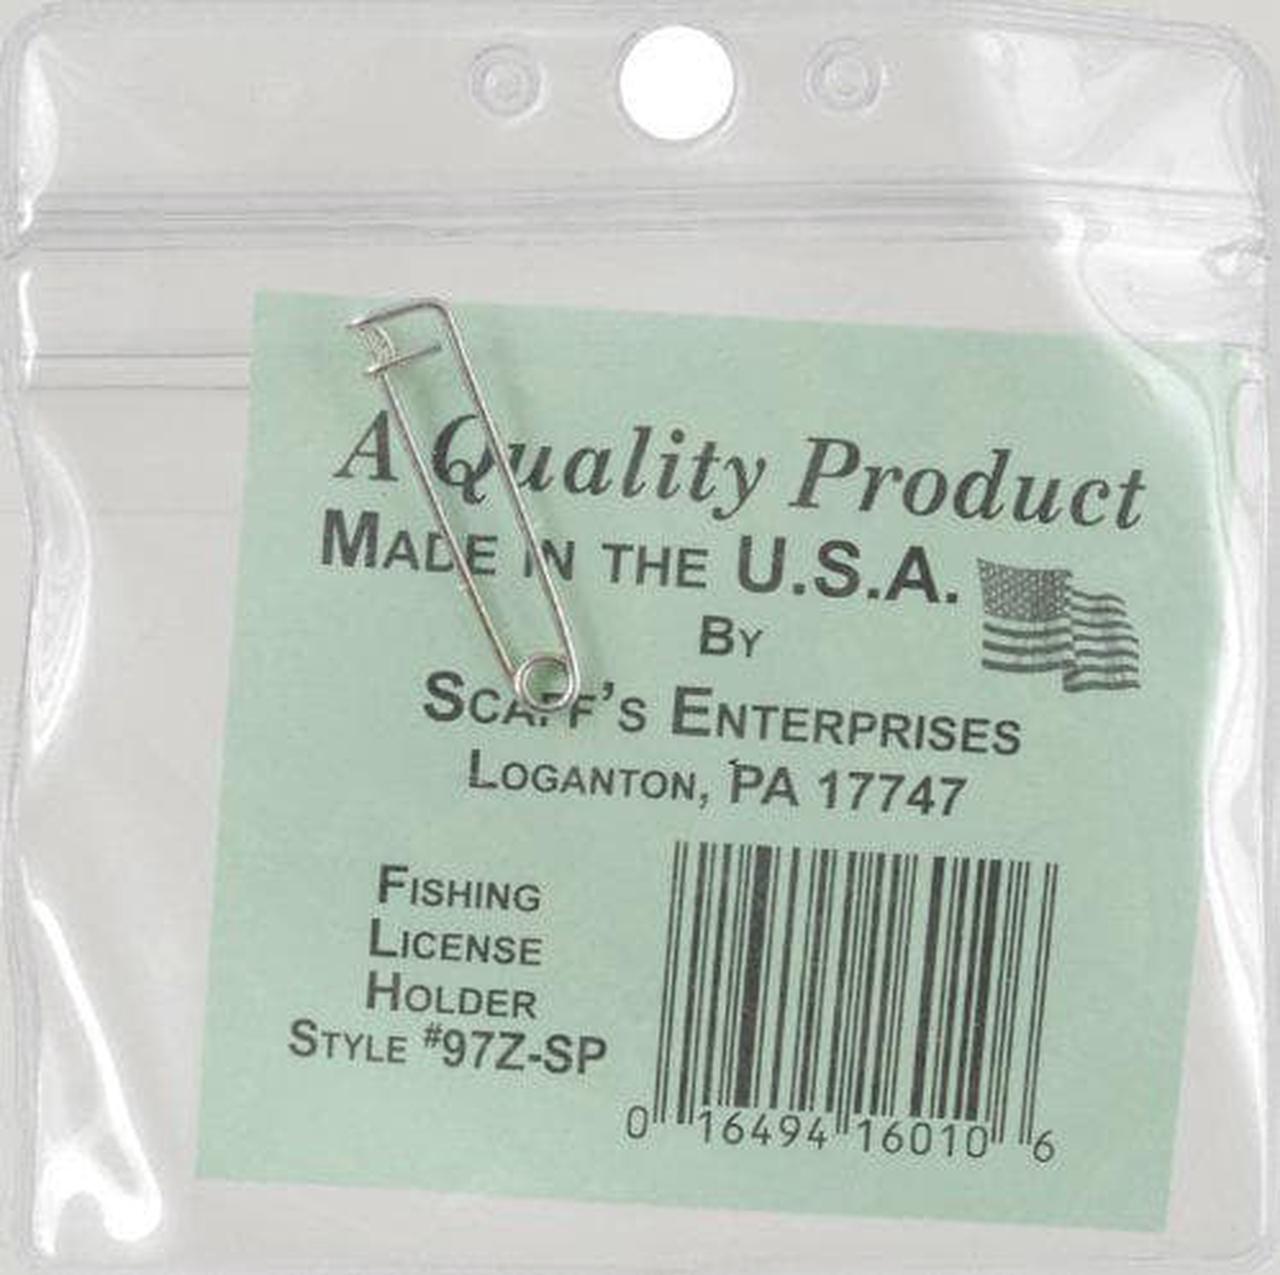 A Quality Product
MADE IN THE U.S.A.
BY
SCAFF'S ENTERPRISES
LOGANTON, PA 17747
FISHING
LICENSE
HOLDER
STYLE #97Z-SP
0 16494 16010 6